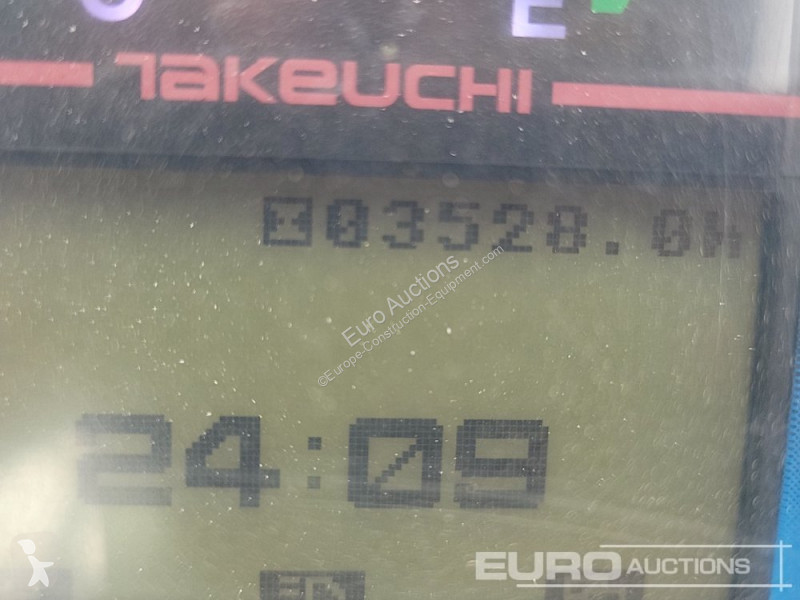 C
E
TAKEUCHI
03528.0H
Euro Auctions
©Europe-Construction-Equipment.com
24:09
EURO AUCTIONS